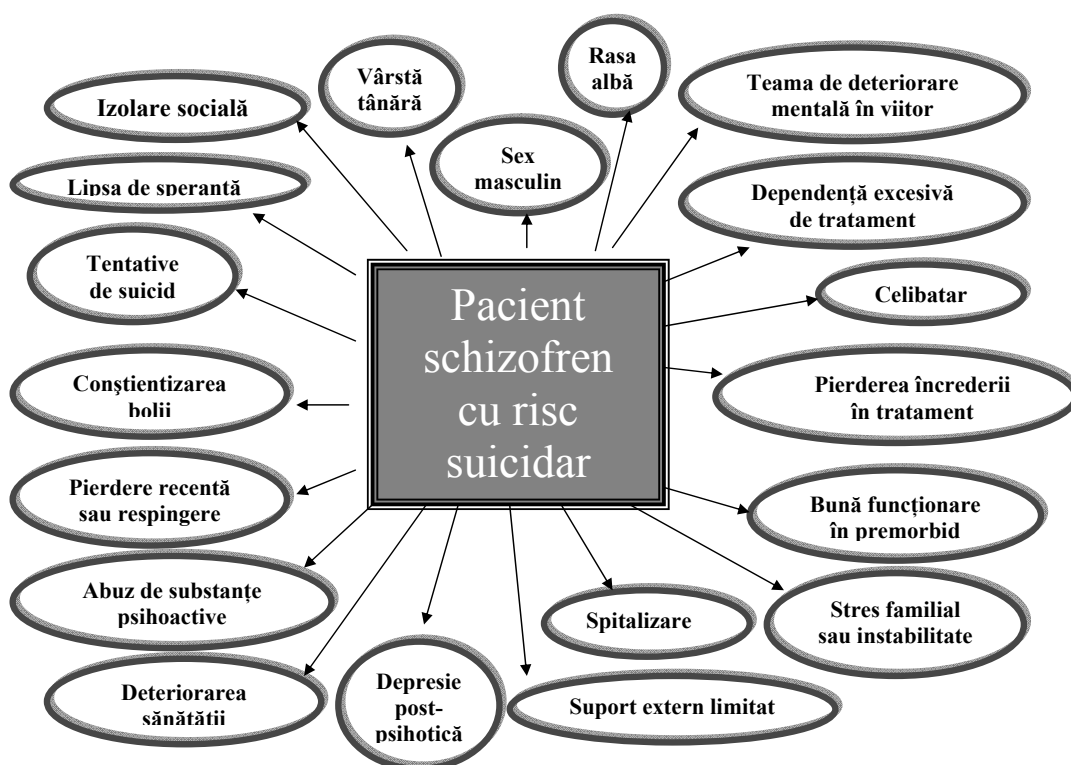 Rasa
albă
Vârstă
tânără
Teama de deteriorare
mentală în viitor
Izolare socială
Sex
masculin
Lipsa de speranță
Dependență excesivă
de tratament
Tentative
de suicid
Celibatar
Pacient
schizofren
cu risc
suicidar
Conştientizarea
bolii
Pierderea încrederii
în tratament
Pierdere recentă
sau respingere
Bună funcționare
în premorbid
Abuz de substanțe
psihoactive
Spitalizare
Stres familial
sau instabilitate
Deteriorarea
sănătății
Depresie
post-
psihotică
Suport extern limitat